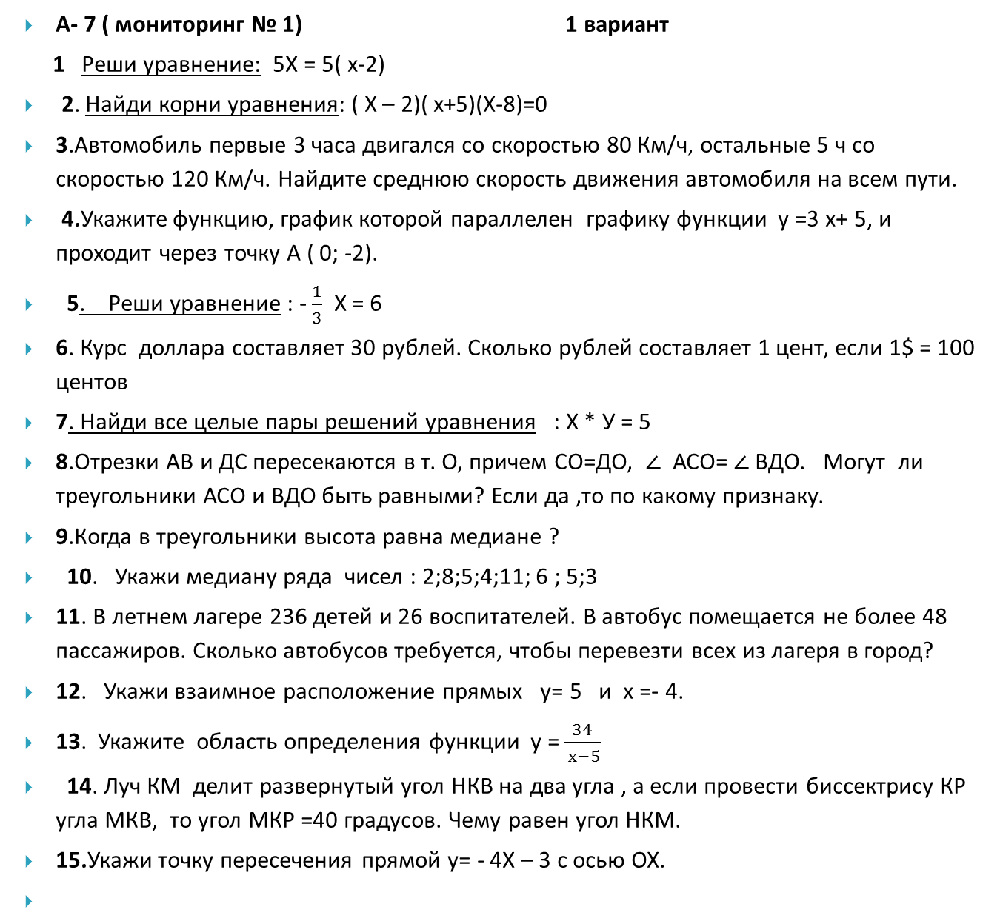 А- 7 ( мониторинг № 1) 1 вариант
1 Реши уравнение: 5Х = 5( х-2)
2. Найди корни уравнения: ( Х – 2)( х+5)(Х-8)=0
3.Автомобиль первые 3 часа двигался со скоростью 80 Км/ч, остальные 5 ч со
скоростью 120 Км/ч. Найдите среднюю скорость движения автомобиля на всем пути.
4.Укажите функцию, график которой параллелен графику функции у =3 х+ 5, и
проходит через точку А ( 0; -2).
5. Реши уравнение : - 1/3 Х = 6
6. Курс доллара составляет 30 рублей. Сколько рублей составляет 1 цент, если 1$ = 100
центов
7. Найди все целые пары решений уравнения : Х * У = 5
8.Отрезки АВ и ДС пересекаются в т. О, причем СО=ДО, ∠ АСО= ∠ ВДО. Могут ли
треугольники АСО и ВДО быть равными? Если да ,то по какому признаку.
9.Когда в треугольники высота равна медиане ?
10. Укажи медиану ряда чисел : 2;8;5;4;11; 6 ; 5;3
11. В летнем лагере 236 детей и 26 воспитателей. В автобус помещается не более 48
пассажиров. Сколько автобусов требуется, чтобы перевезти всех из лагеря в город?
12. Укажи взаимное расположение прямых у= 5 и х =- 4.
13. Укажите область определения функции у = 34/(х−5)
14. Луч КМ делит развернутый угол НКВ на два угла , а если провести биссектрису КР
угла МКВ, то угол МКР =40 градусов. Чему равен угол НКМ.
15.Укажи точку пересечения прямой у= - 4Х – 3 с осью ОХ.